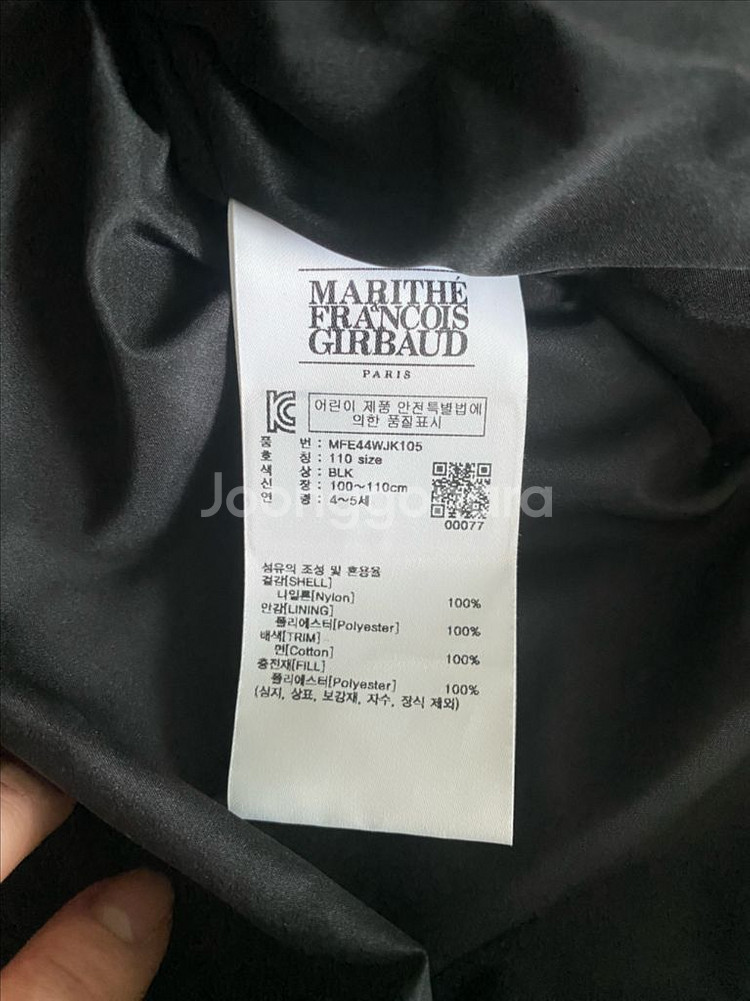 MARITHÉ
&
FRANÇOIS
GIRBAUD
PARIS
어린이 제품 안전특별법에
의한 품질표시
품 번 : MFE44WJK105
호 칭 : 110 size
색 상 : BLK
신 장 : 100~110cm
연 령 : 4~5세
00077
Joonggonara
섬유의 조성 및 혼용율
겉감[SHELL]
나일론[Nylon] 100%
안감[LINING]
폴리에스터[Polyester] 100%
배색[TRIM]
면[Cotton] 100%
충전재[FILL]
폴리에스터[Polyester] 100%
(심지, 상표, 보강재, 자수, 장식 제외)